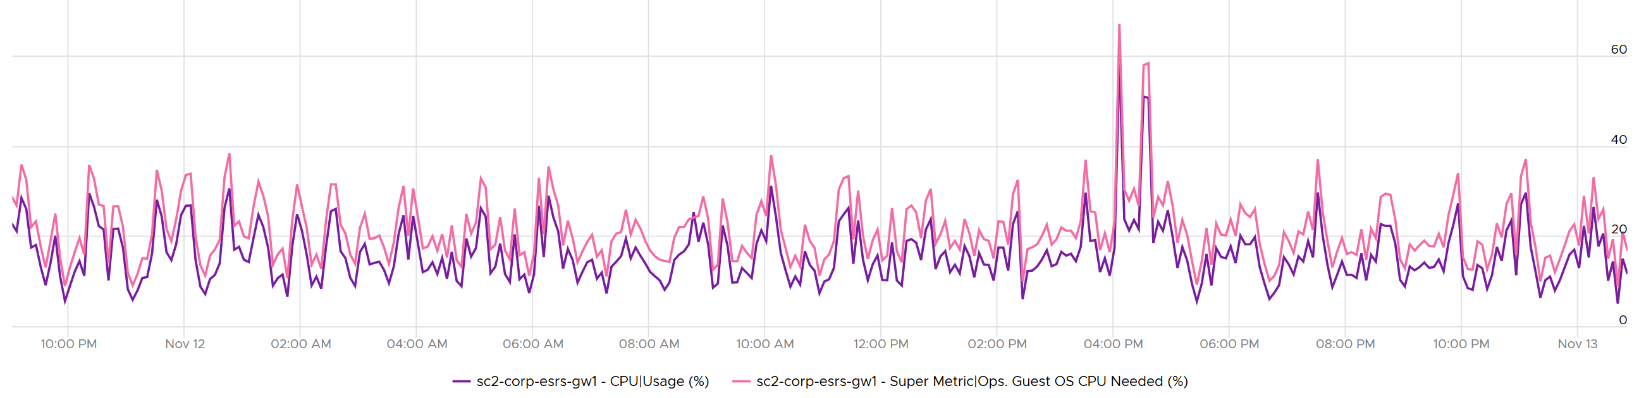 60
40
20
0
10:00 PM Nov 12 02:00 AM 04:00 AM 06:00 AM 08:00 AM 10:00 AM 12:00 PM 02:00 PM 04:00 PM 06:00 PM 08:00 PM 10:00 PM Nov 13
sc2-corp-esrs-gw1 - CPU|Usage (%) sc2-corp-esrs-gw1 - Super Metric|Ops. Guest OS CPU Needed (%)